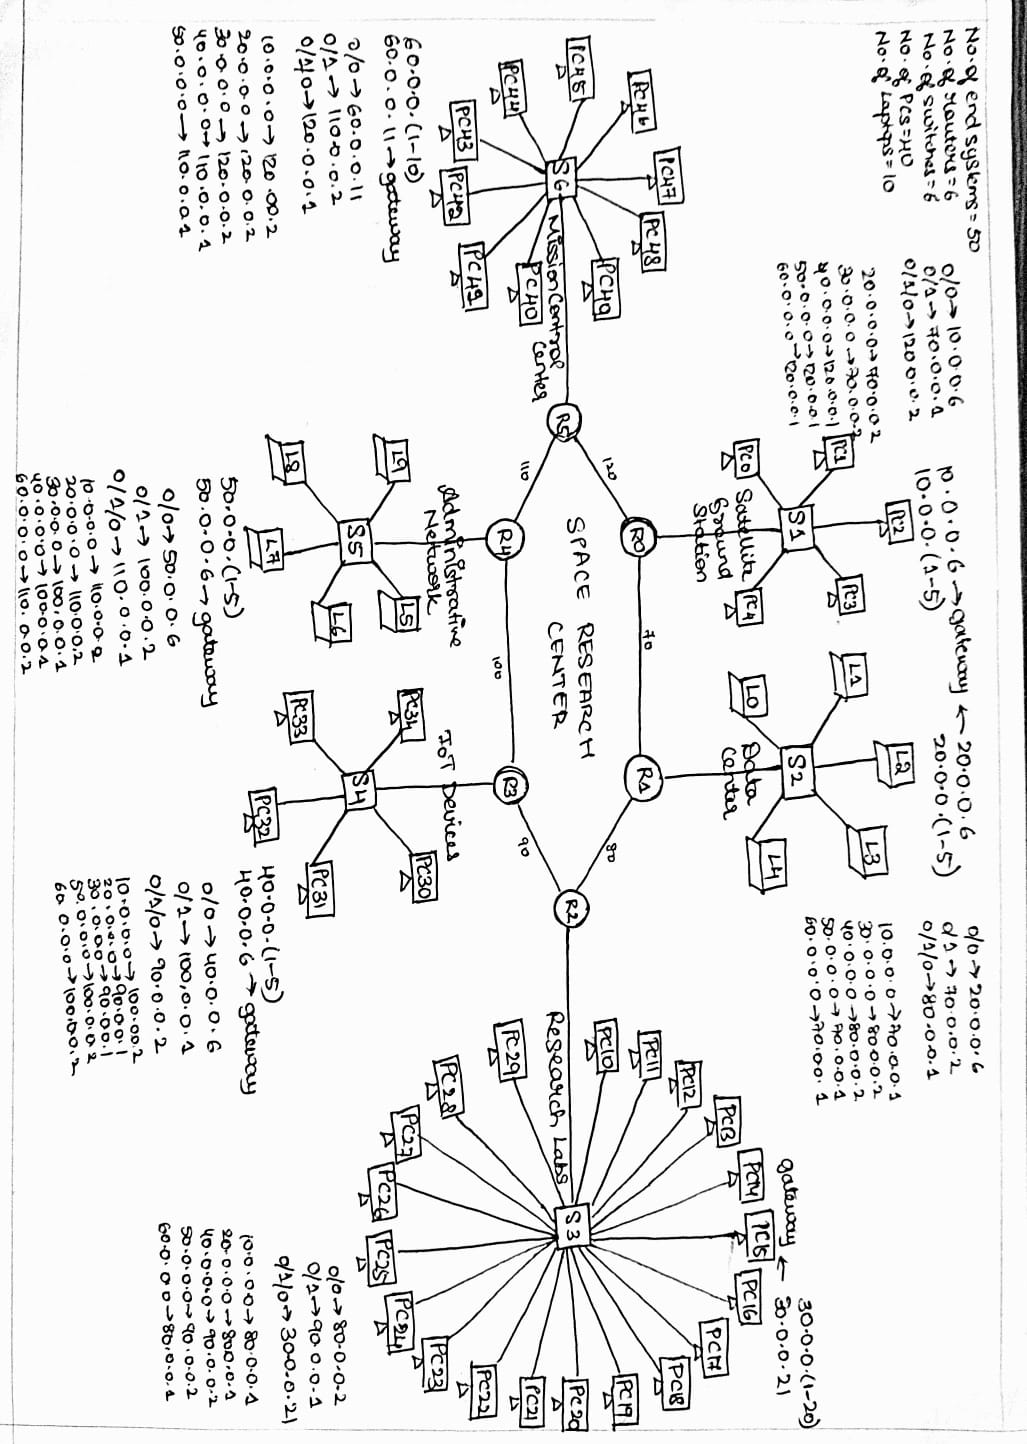 No. of end systems = 50
No. of routers = 6
No. of switches = 6
No. of PCs = 40
No. of Laptops = 10
0/0 → 10.0.0.6
0/1 → 70.0.0.1
0/1/0 → 120.0.0.2
20.0.0.0 → 70.0.0.2
30.0.0.0 → 70.0.0.2
40.0.0.0 → 120.0.0.1
50.0.0.0 → 120.0.0.1
60.0.0.0 → 120.0.0.1
10.0.0.6 → gateway ← 20.0.0.6
10.0.0.(1-5)
20.0.0.(1-5)
0/0 → 20.0.0.6
0/1 → 70.0.0.2
0/1/0 → 80.0.0.1
10.0.0.0 → 70.0.0.1
30.0.0.0 → 80.0.0.2
40.0.0.0 → 80.0.0.2
50.0.0.0 → 70.0.0.1
60.0.0.0 → 70.0.0.1
30.0.0.(1-20)
gateway ← 30.0.0.21
PC2
PC1
PC3
S1
PC0
PC4
Satellite
Ground
Station
L2
L1
L3
S2
L0
L4
Data
Center
PC15
PC14
PC16
PC13
PC17
PC12
PC18
PC11
PC19
PC10
PC20
S3
Research Labs
PC21
PC29
PC22
PC28
PC23
PC27
PC24
PC26
PC25
R0
70
R1
120
80
SPACE RESEARCH
CENTER
R5
R2
110
90
R4
100
R3
PC47
PC46
PC48
PC49
PC45
S6
Mission Control
Center
PC40
PC44
PC43
PC42
PC41
60.0.0.(1-10)
60.0.0.11 → gateway
0/0 → 60.0.0.11
0/1 → 110.0.0.2
0/1/0 → 120.0.0.1
10.0.0.0 → 120.0.0.2
20.0.0.0 → 120.0.0.2
30.0.0.0 → 120.0.0.2
40.0.0.0 → 110.0.0.1
50.0.0.0 → 110.0.0.1
Administrative
Network
L9
L5
S5
L6
L8
L7
50.0.0.(1-5)
50.0.0.6 → gateway
0/0 → 50.0.0.6
0/1 → 100.0.0.2
0/1/0 → 110.0.0.1
10.0.0.0 → 110.0.0.2
20.0.0.0 → 110.0.0.2
30.0.0.0 → 100.0.0.1
40.0.0.0 → 100.0.0.1
60.0.0.0 → 110.0.0.2
IoT Devices
PC34
PC30
S4
PC33
PC31
PC32
40.0.0.(1-5)
40.0.0.6 → gateway
0/0 → 40.0.0.6
0/1 → 100.0.0.1
0/1/0 → 90.0.0.2
10.0.0.0 → 100.0.0.2
20.0.0.0 → 90.0.0.1
30.0.0.0 → 90.0.0.1
50.0.0.0 → 100.0.0.2
60.0.0.0 → 100.0.0.2
0/0 → 80.0.0.2
0/1 → 90.0.0.1
0/1/0 → 30.0.0.21
10.0.0.0 → 80.0.0.1
20.0.0.0 → 80.0.0.1
40.0.0.0 → 90.0.0.2
50.0.0.0 → 90.0.0.2
60.0.0.0 → 80.0.0.1